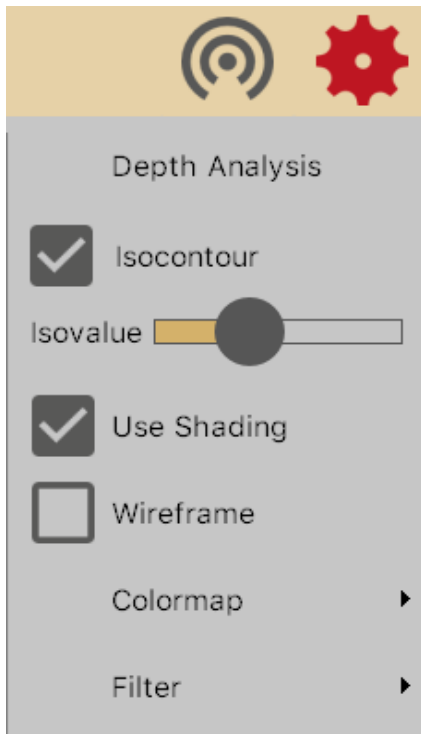 Depth Analysis
Isocontour
Isovalue
Use Shading
Wireframe
Colormap
Filter